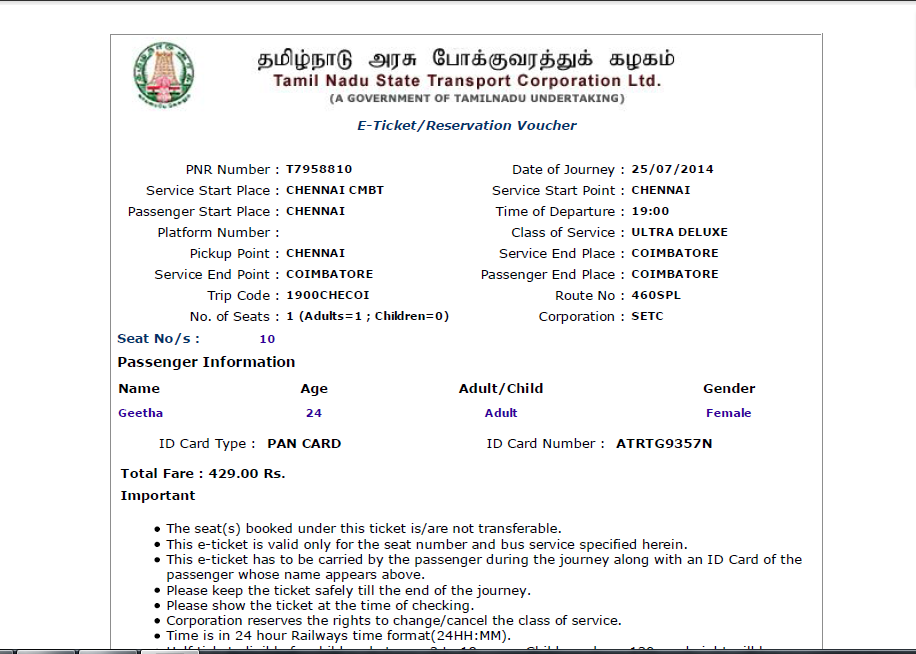 தமிழ்நாடு அரசு போக்குவரத்துக் கழகம்
Tamil Nadu State Transport Corporation Ltd.
(A GOVERNMENT OF TAMILNADU UNDERTAKING)
E-Ticket/Reservation Voucher
PNR Number : T7958810 Date of Journey : 25/07/2014
Service Start Place : CHENNAI CMBT Service Start Point : CHENNAI
Passenger Start Place : CHENNAI Time of Departure : 19:00
Platform Number : Class of Service : ULTRA DELUXE
Pickup Point : CHENNAI Service End Place : COIMBATORE
Service End Point : COIMBATORE Passenger End Place : COIMBATORE
Trip Code : 1900CHECOI Route No : 460SPL
No. of Seats : 1 (Adults=1 ; Children=0) Corporation : SETC
Seat No/s : 10
Passenger Information
Name Age Adult/Child Gender
Geetha 24 Adult Female
ID Card Type : PAN CARD ID Card Number : ATRTG9357N
Total Fare : 429.00 Rs.
Important
• The seat(s) booked under this ticket is/are not transferable.
• This e-ticket is valid only for the seat number and bus service specified herein.
• This e-ticket has to be carried by the passenger during the journey along with an ID Card of the
passenger whose name appears above.
• Please keep the ticket safely till the end of the journey.
• Please show the ticket at the time of checking.
• Corporation reserves the rights to change/cancel the class of service.
• Time is in 24 hour Railways time format(24HH:MM).